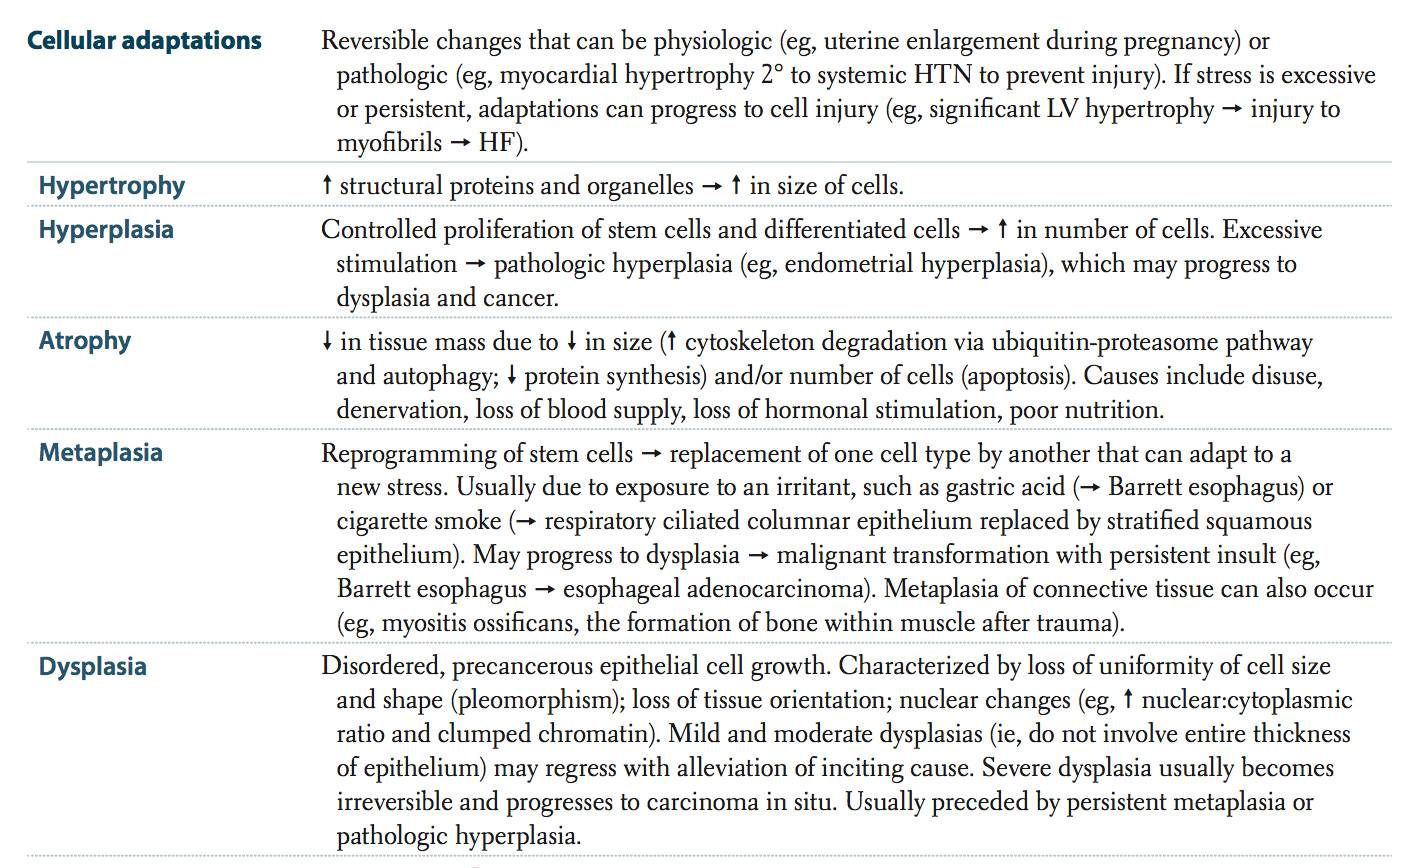 Cellular adaptations
Reversible changes that can be physiologic (eg, uterine enlargement during pregnancy) or
pathologic (eg, myocardial hypertrophy 2° to systemic HTN to prevent injury). If stress is excessive
or persistent, adaptations can progress to cell injury (eg, significant LV hypertrophy → injury to
myofibrils → HF).
Hypertrophy
↑ structural proteins and organelles → ↑ in size of cells.
Hyperplasia
Controlled proliferation of stem cells and differentiated cells → ↑ in number of cells. Excessive
stimulation → pathologic hyperplasia (eg, endometrial hyperplasia), which may progress to
dysplasia and cancer.
Atrophy
↓ in tissue mass due to ↓ in size (↑ cytoskeleton degradation via ubiquitin-proteasome pathway
and autophagy; ↓ protein synthesis) and/or number of cells (apoptosis). Causes include disuse,
denervation, loss of blood supply, loss of hormonal stimulation, poor nutrition.
Metaplasia
Reprogramming of stem cells → replacement of one cell type by another that can adapt to a
new stress. Usually due to exposure to an irritant, such as gastric acid (→ Barrett esophagus) or
cigarette smoke (→ respiratory ciliated columnar epithelium replaced by stratified squamous
epithelium). May progress to dysplasia → malignant transformation with persistent insult (eg,
Barrett esophagus → esophageal adenocarcinoma). Metaplasia of connective tissue can also occur
(eg, myositis ossificans, the formation of bone within muscle after trauma).
Dysplasia
Disordered, precancerous epithelial cell growth. Characterized by loss of uniformity of cell size
and shape (pleomorphism); loss of tissue orientation; nuclear changes (eg, ↑ nuclear:cytoplasmic
ratio and clumped chromatin). Mild and moderate dysplasias (ie, do not involve entire thickness
of epithelium) may regress with alleviation of inciting cause. Severe dysplasia usually becomes
irreversible and progresses to carcinoma in situ. Usually preceded by persistent metaplasia or
pathologic hyperplasia.